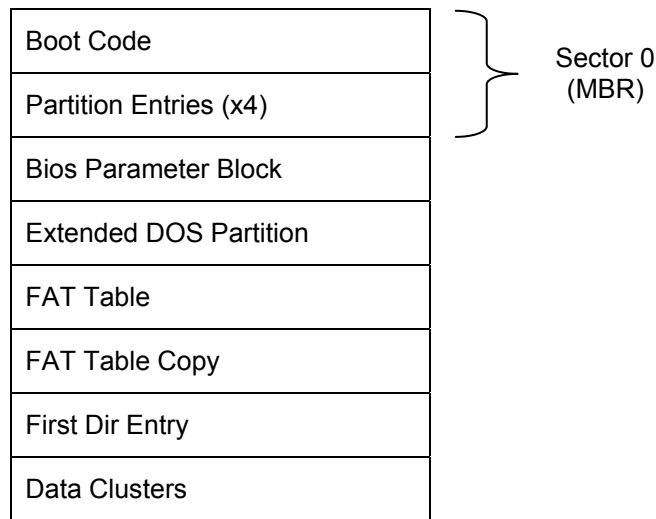 Boot Code
Sector 0
(MBR)
Partition Entries (x4)
Bios Parameter Block
Extended DOS Partition
FAT Table
FAT Table Copy
First Dir Entry
Data Clusters